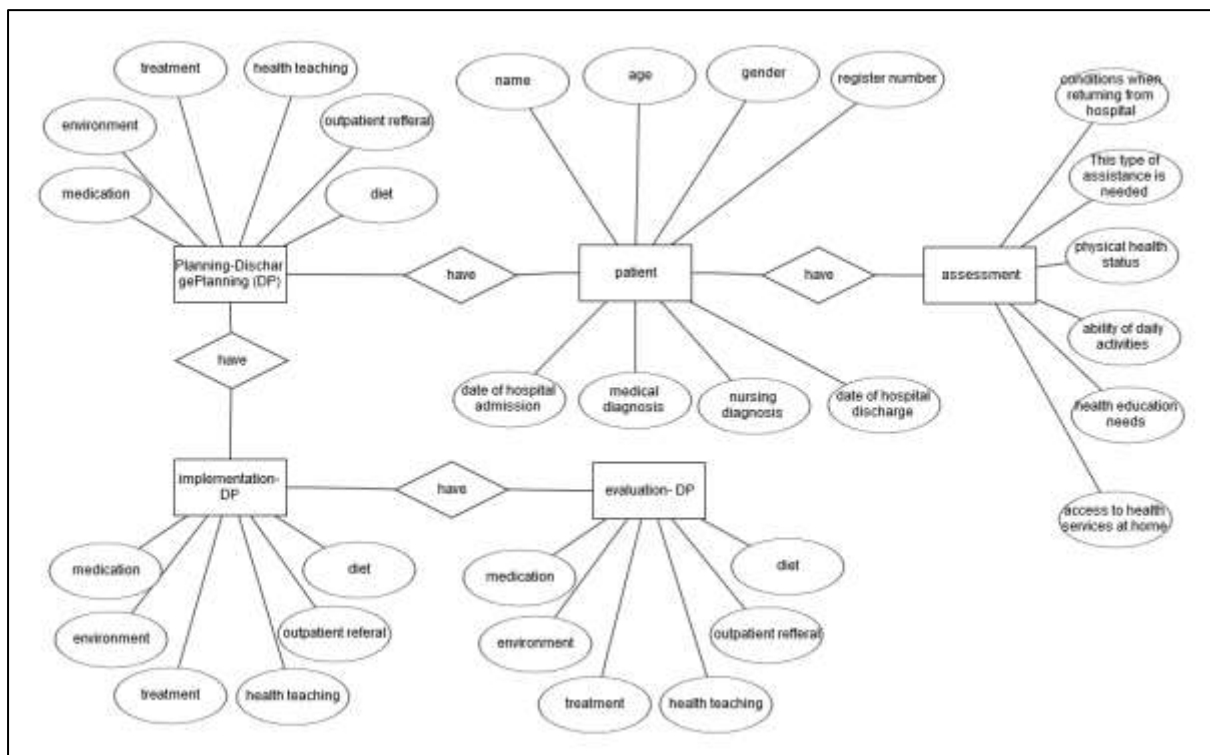 treatment
health teaching
environment
outpatient refferal
medication
diet
Planning-Dischar
gePlanning (DP)
have
name
age
gender
register number
patient
have
date of hospital
admission
medical
diagnosis
nursing
diagnosis
date of hospital
discharge
conditions when
returning from
hospital
This type of
assistance is
needed
physical health
status
assessment
ability of daily
activities
health education
needs
access to health
services at home
have
implementation-
DP
have
evaluation- DP
medication
diet
environment
outpatient referal
treatment
health teaching
medication
diet
environment
outpatient refferal
treatment
health teaching